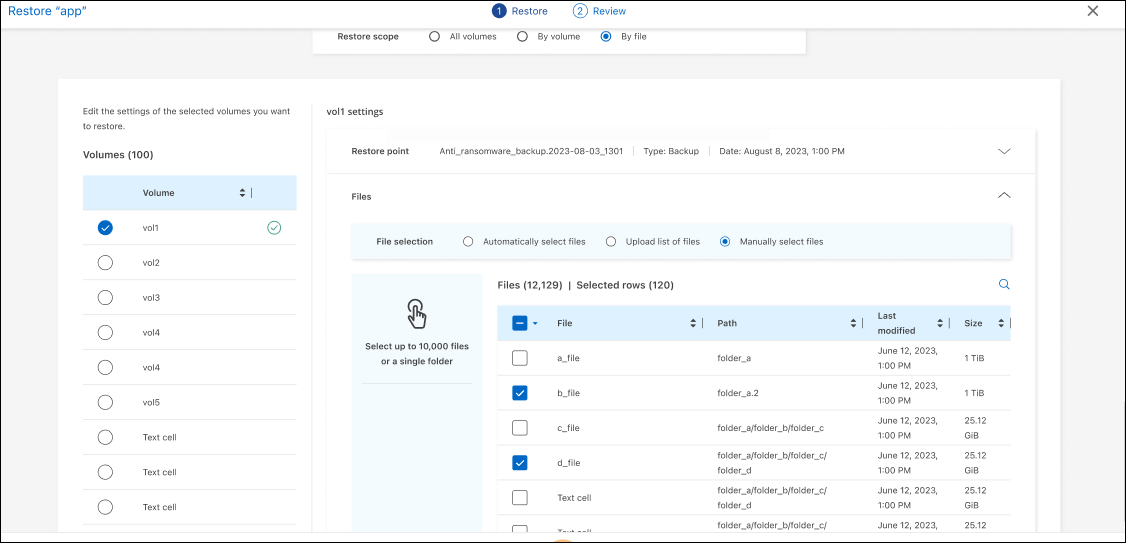 Restore “app”
1 Restore
2 Review
Restore scope All volumes By volume By file
Edit the settings of the selected volumes you want
to restore.
Volumes (100)
Volume
vol1
vol2
vol3
vol4
vol4
vol5
Text cell
Text cell
Text cell
vol1 settings
Restore point Anti_ransomware_backup.2023-08-03_1301 | Type: Backup | Date: August 8, 2023, 1:00 PM
Files
File selection Automatically select files Upload list of files Manually select files
Select up to 10,000 files
or a single folder
Files (12,129) | Selected rows (120)
File Path Last modified Size
a_file folder_a June 12, 2023, 1:00 PM 1 TiB
b_file folder_a.2 June 12, 2023, 1:00 PM 1 TiB
c_file folder_a/folder_b/folder_c June 12, 2023, 1:00 PM 25.12 GiB
d_file folder_a/folder_b/folder_c/folder_d June 12, 2023, 1:00 PM 25.12 GiB
Text cell folder_a/folder_b/folder_c/folder_d June 12, 2023, 1:00 PM 25.12 GiB
Text cell folder_a/folder_b/folder_c/ June 12, 2023, 25.12